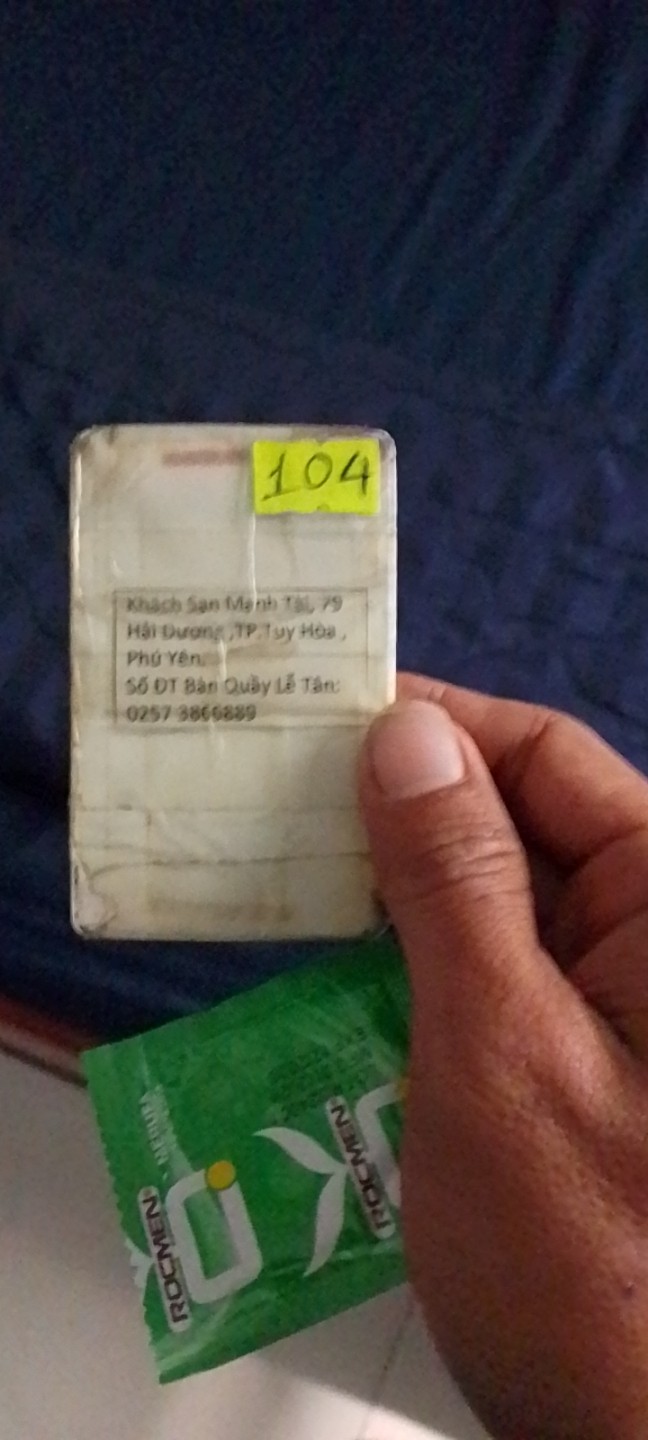 104
Khách Sạn Mạnh Tài, 79
Hải Dương ,TP.Tuy Hòa ,
Phú Yên.
Số ĐT Bàn Quầy Lễ Tân:
0257 3866889
ROCMEN
ROCMEN